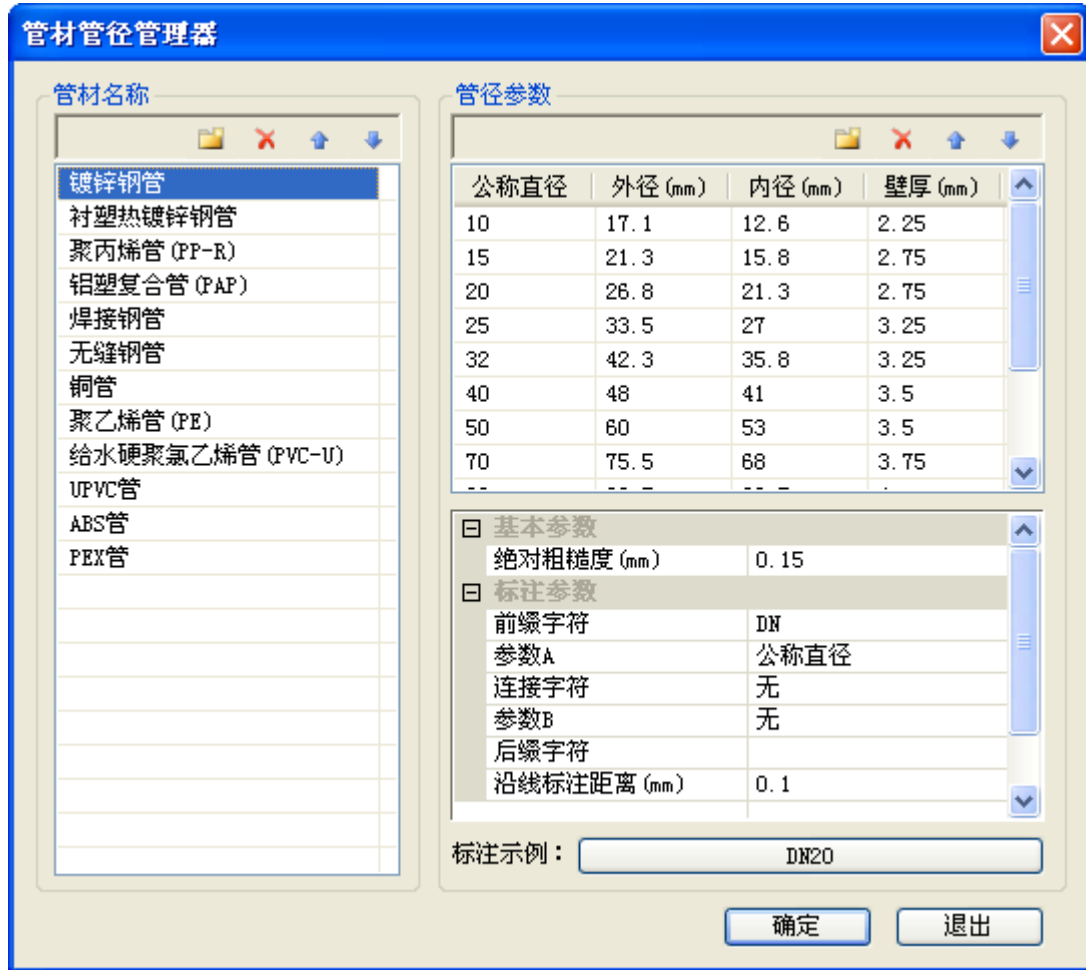 管材管径管理器
管材名称
镀锌钢管
衬塑热镀锌钢管
聚丙烯管(PP-R)
铝塑复合管(PAP)
焊接钢管
无缝钢管
铜管
聚乙烯管(PE)
给水硬聚氯乙烯管(PVC-U)
UPVC管
ABS管
PEX管
管径参数
公称直径 外径(mm) 内径(mm) 壁厚(mm)
10 17.1 12.6 2.25
15 21.3 15.8 2.75
20 26.8 21.3 2.75
25 33.5 27 3.25
32 42.3 35.8 3.25
40 48 41 3.5
50 60 53 3.5
70 75.5 68 3.75
基本参数
绝对粗糙度(mm) 0.15
标注参数
前缀字符 DN
参数A 公称直径
连接字符 无
参数B 无
后缀字符
沿线标注距离(mm) 0.1
标注示例： DN20
确定 退出